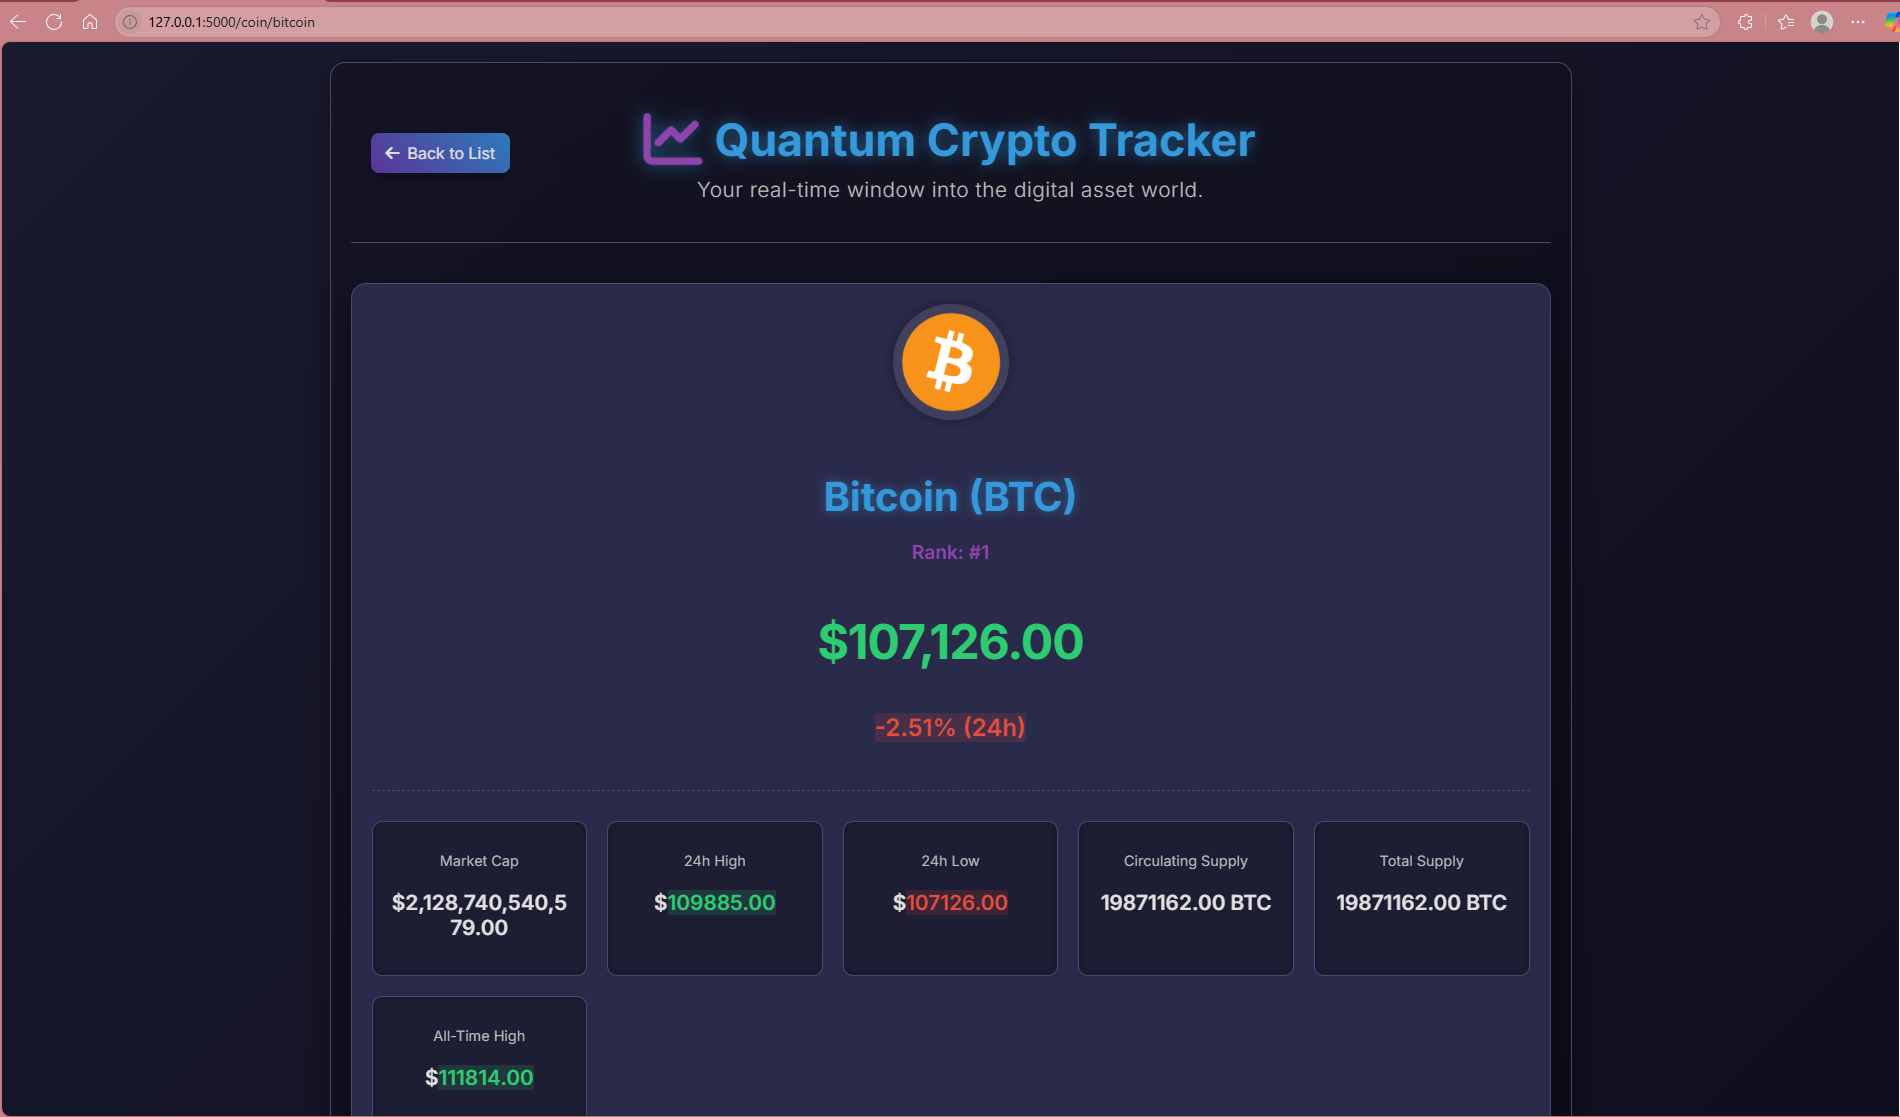 127.0.0.1:5000/coin/bitcoin
Back to List
Quantum Crypto Tracker
Your real-time window into the digital asset world.
Bitcoin (BTC)
Rank: #1
$107,126.00
-2.51% (24h)
Market Cap
$2,128,740,540,5
79.00
24h High
$109885.00
24h Low
$107126.00
Circulating Supply
19871162.00 BTC
Total Supply
19871162.00 BTC
All-Time High
$111814.00